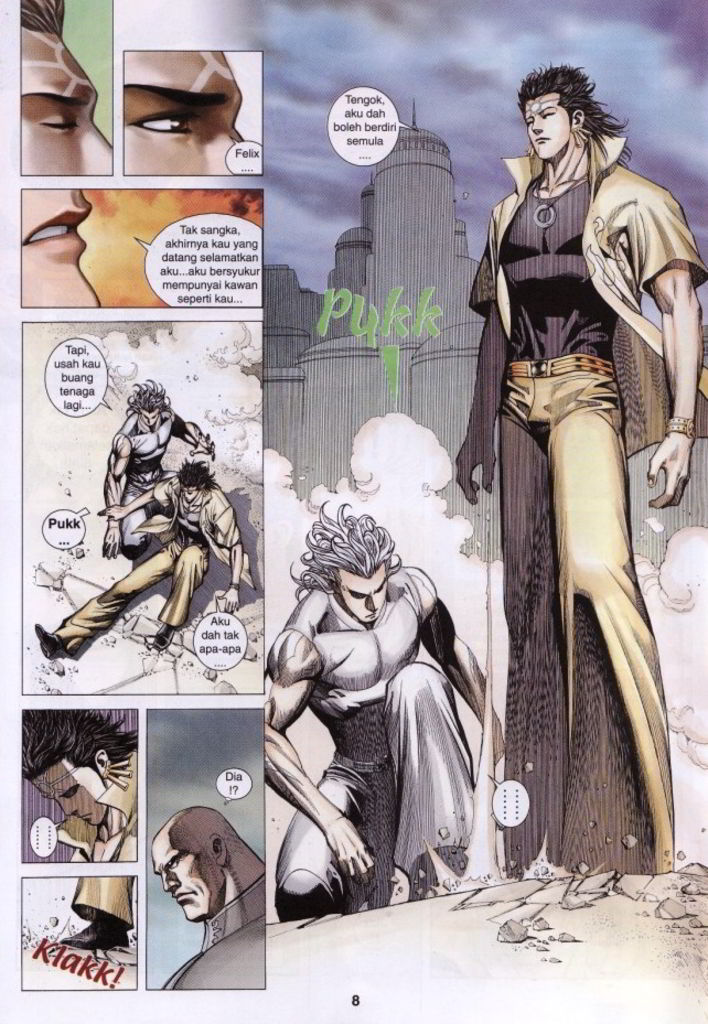 Felix
....
Tak sangka,
akhirnya kau yang
datang selamatkan
aku...aku bersyukur
mempunyai kawan
seperti kau...
Tengok,
aku dah
boleh berdiri
semula
....
Pukk
!
Tapi,
usah kau
buang
tenaga
lagi...
Pukk
...
Aku
dah tak
apa-apa
....
Dia
!?
Klakk!
8